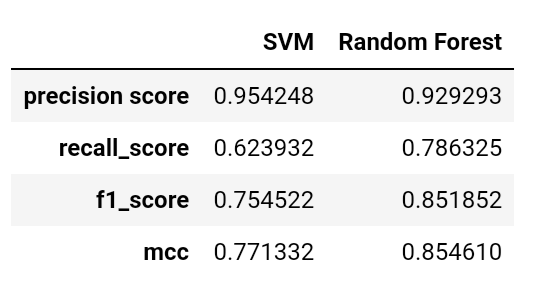 SVM Random Forest
precision score 0.954248 0.929293
recall_score 0.623932 0.786325
f1_score 0.754522 0.851852
mcc 0.771332 0.854610